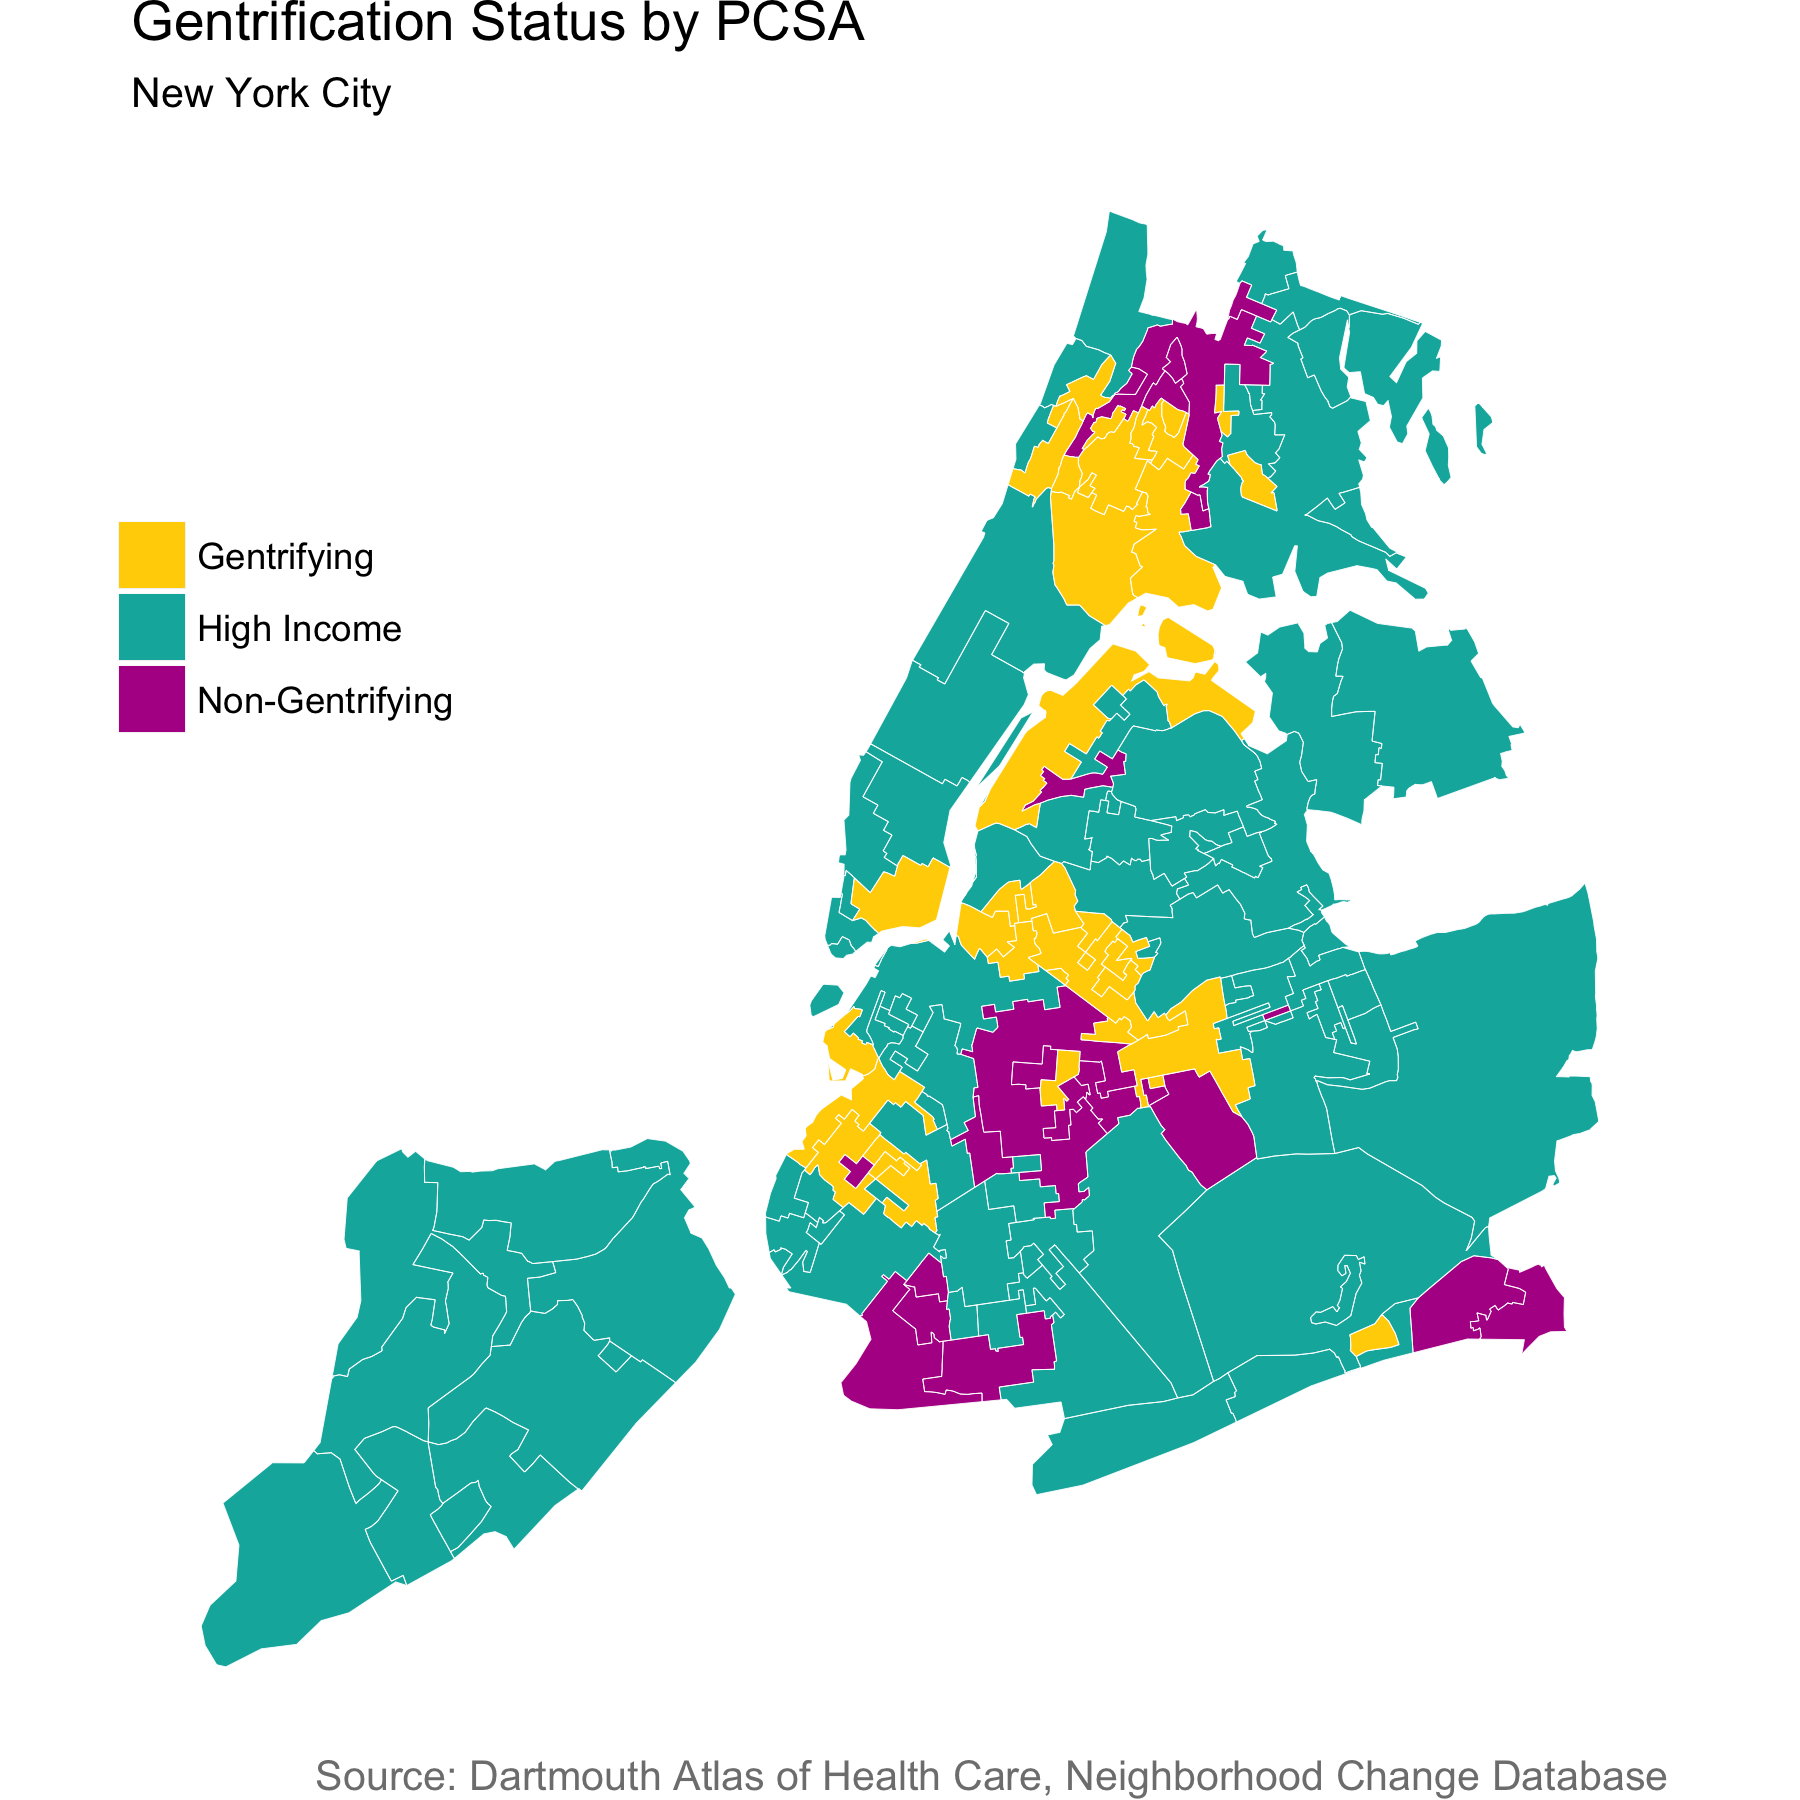 Gentrification Status by PCSA
New York City
Gentrifying
High Income
Non-Gentrifying
Source: Dartmouth Atlas of Health Care, Neighborhood Change Database